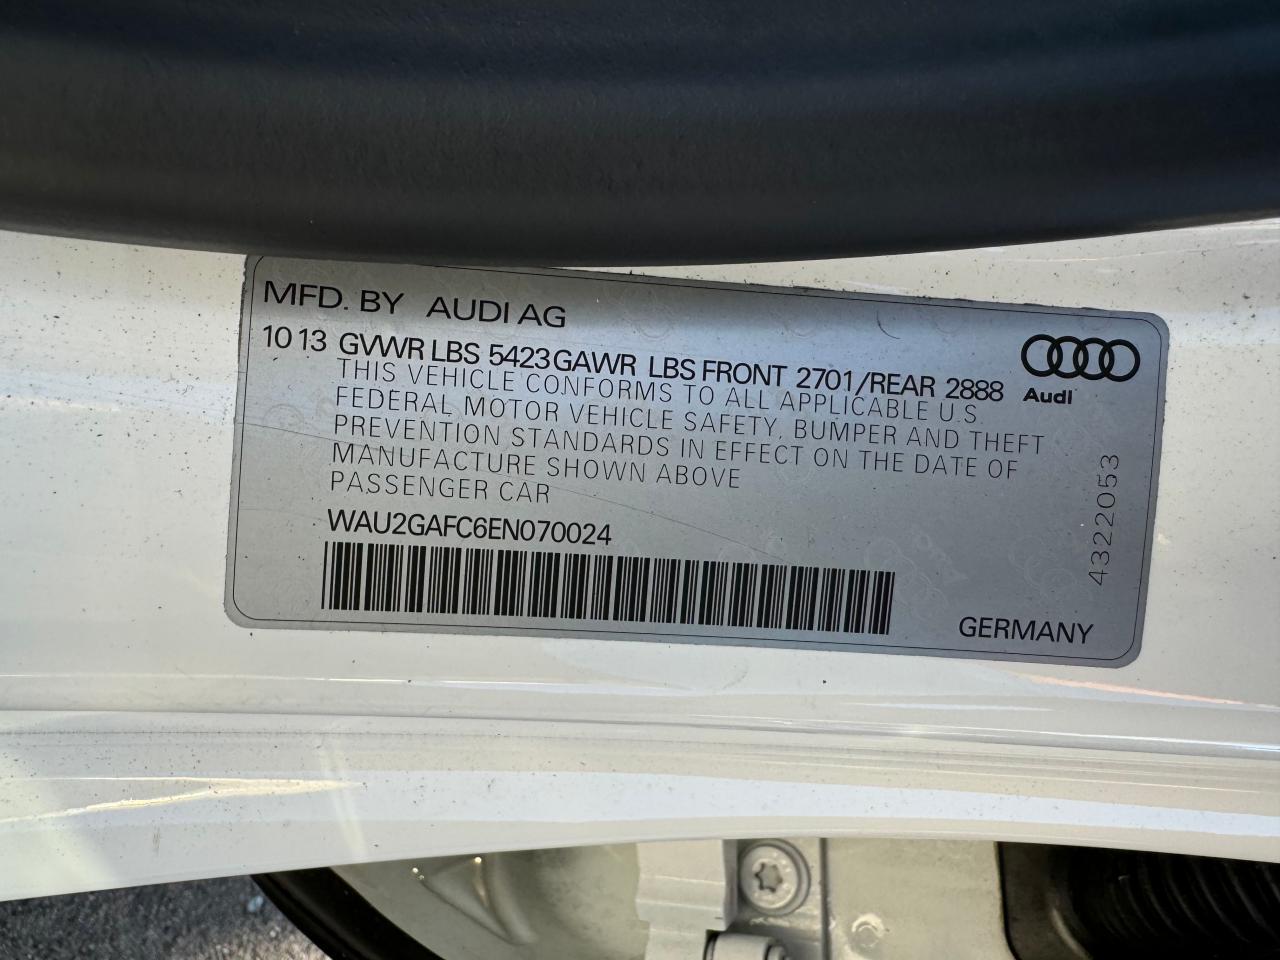 MFD. BY AUDI AG
10 13 GVWR LBS 5423 GAWR LBS FRONT 2701/REAR 2888
Audi
THIS VEHICLE CONFORMS TO ALL APPLICABLE U.S.
FEDERAL MOTOR VEHICLE SAFETY, BUMPER AND THEFT
PREVENTION STANDARDS IN EFFECT ON THE DATE OF
MANUFACTURE SHOWN ABOVE
PASSENGER CAR
WAU2GAFC6EN070024
4322053
GERMANY